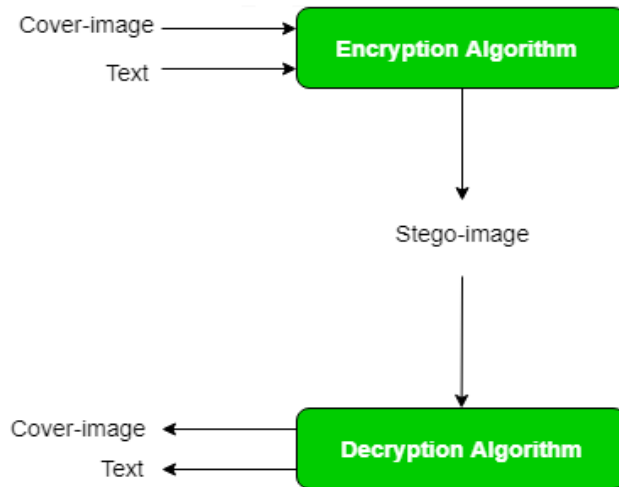 Cover-image
Encryption Algorithm
Text
Stego-image
Cover-image
Decryption Algorithm
Text